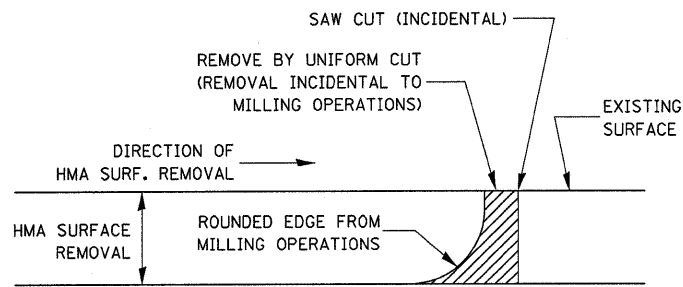 SAW CUT (INCIDENTAL)
REMOVE BY UNIFORM CUT
(REMOVAL INCIDENTAL TO
MILLING OPERATIONS)
EXISTING
SURFACE
DIRECTION OF
HMA SURF. REMOVAL
HMA SURFACE
REMOVAL
ROUNDED EDGE FROM
MILLING OPERATIONS